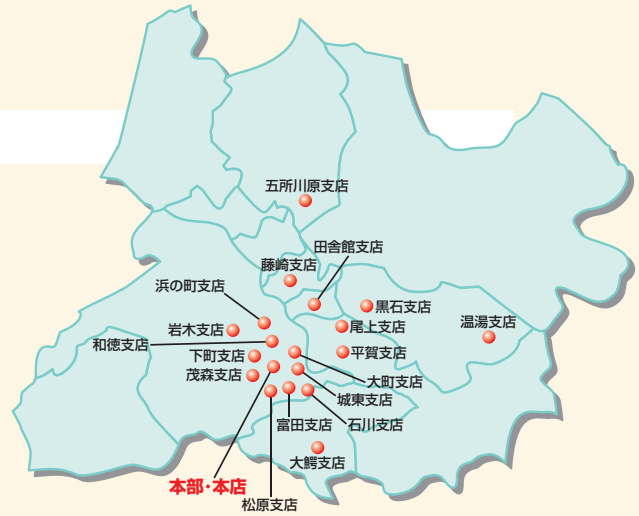 五所川原支店
田舎館支店
藤崎支店
浜の町支店
黒石支店
温湯支店
岩木支店
尾上支店
和徳支店
下町支店
平賀支店
茂森支店
大町支店
城東支店
富田支店
石川支店
大鰐支店
本部・本店
松原支店